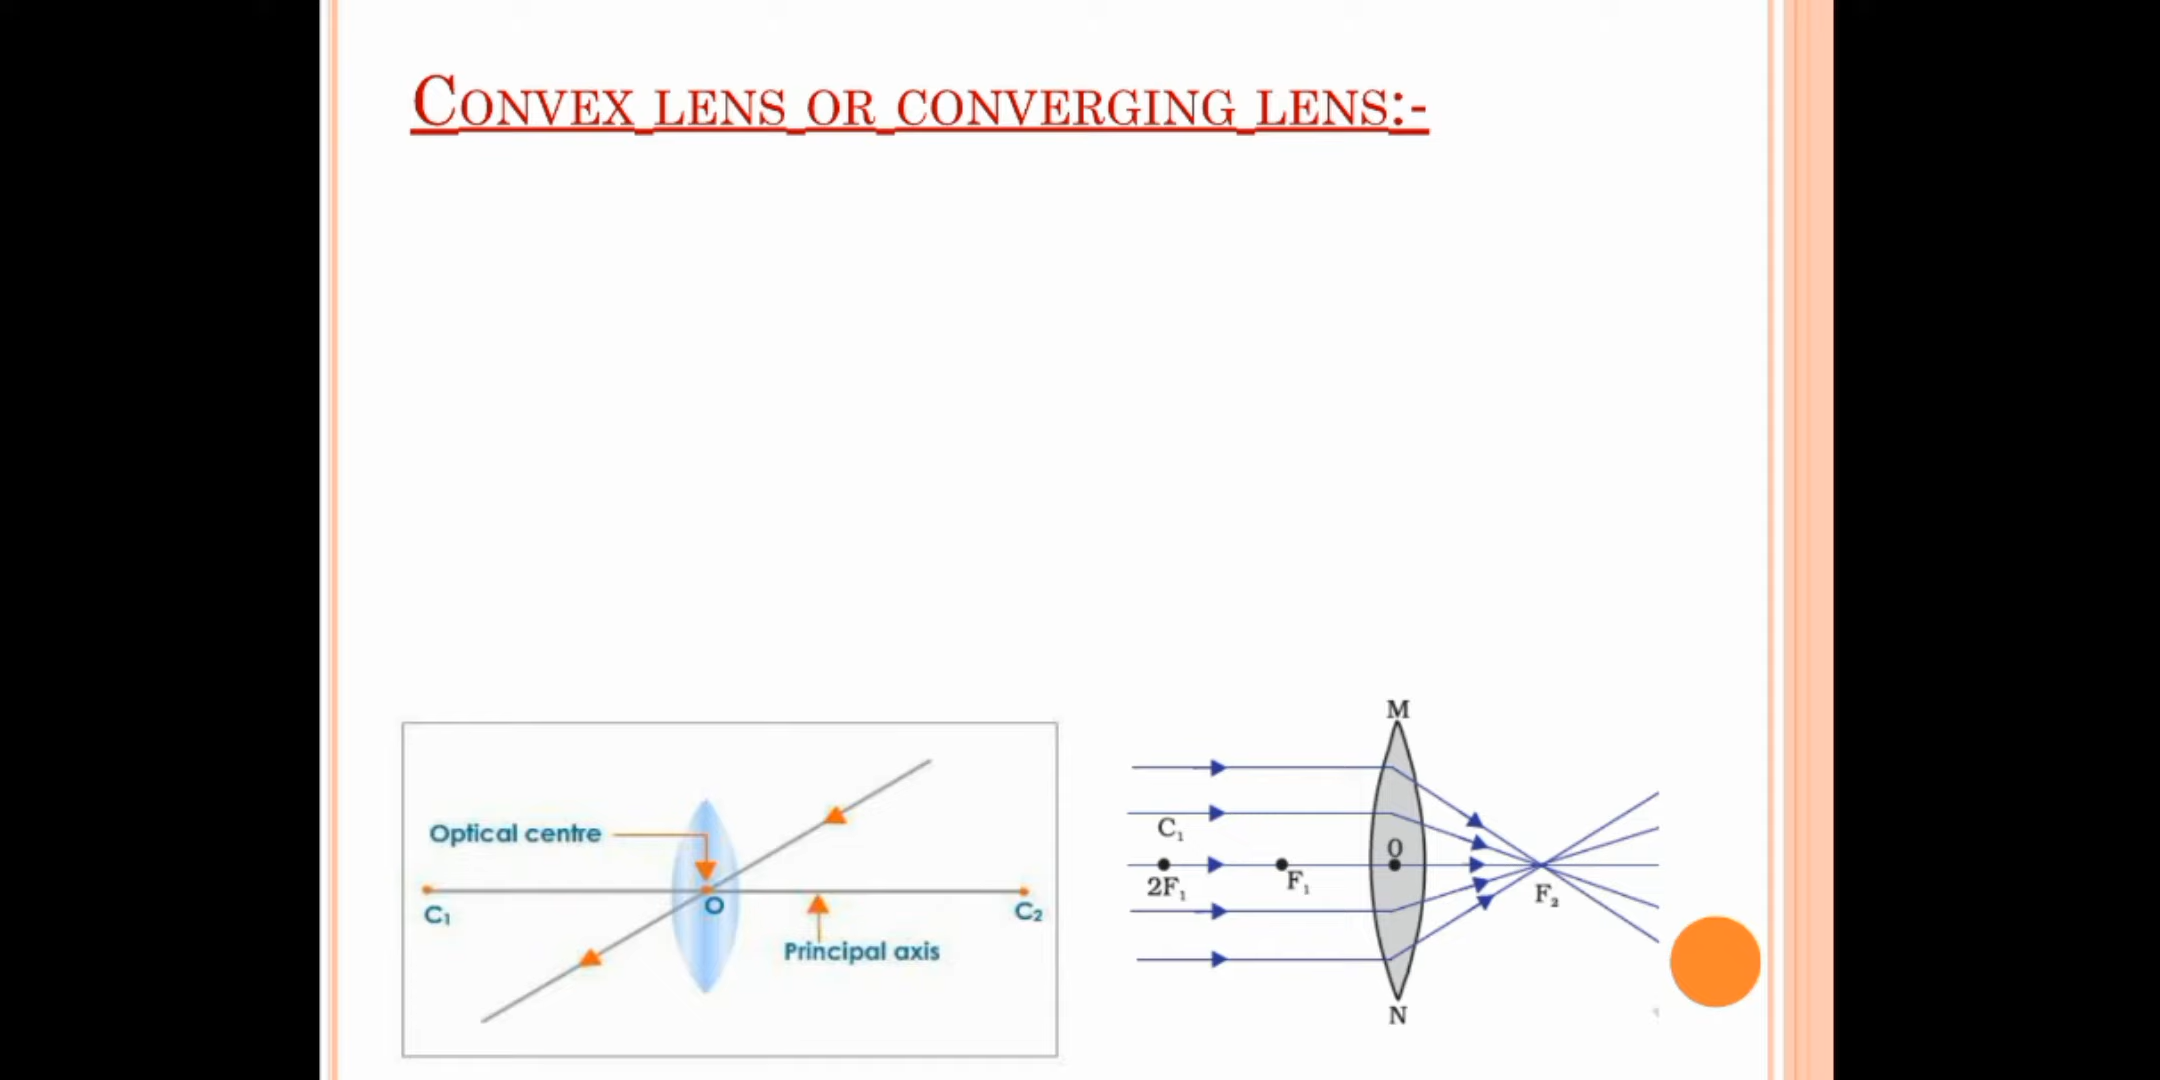 CONVEX LENS OR CONVERGING LENS:-
Optical centre
C₁
O
C₂
Principal axis
M
C₁
O
2F₁
F₁
F₂
N